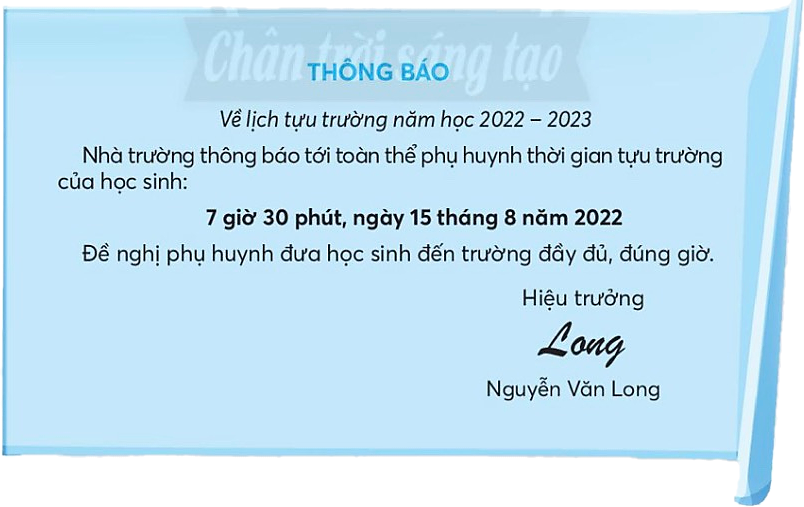 Chân trời sáng tạo
THÔNG BÁO
Về lịch tựu trường năm học 2022 – 2023
Nhà trường thông báo tới toàn thể phụ huynh thời gian tựu trường
của học sinh:
7 giờ 30 phút, ngày 15 tháng 8 năm 2022
Đề nghị phụ huynh đưa học sinh đến trường đầy đủ, đúng giờ.
Hiệu trưởng
Long
Nguyễn Văn Long